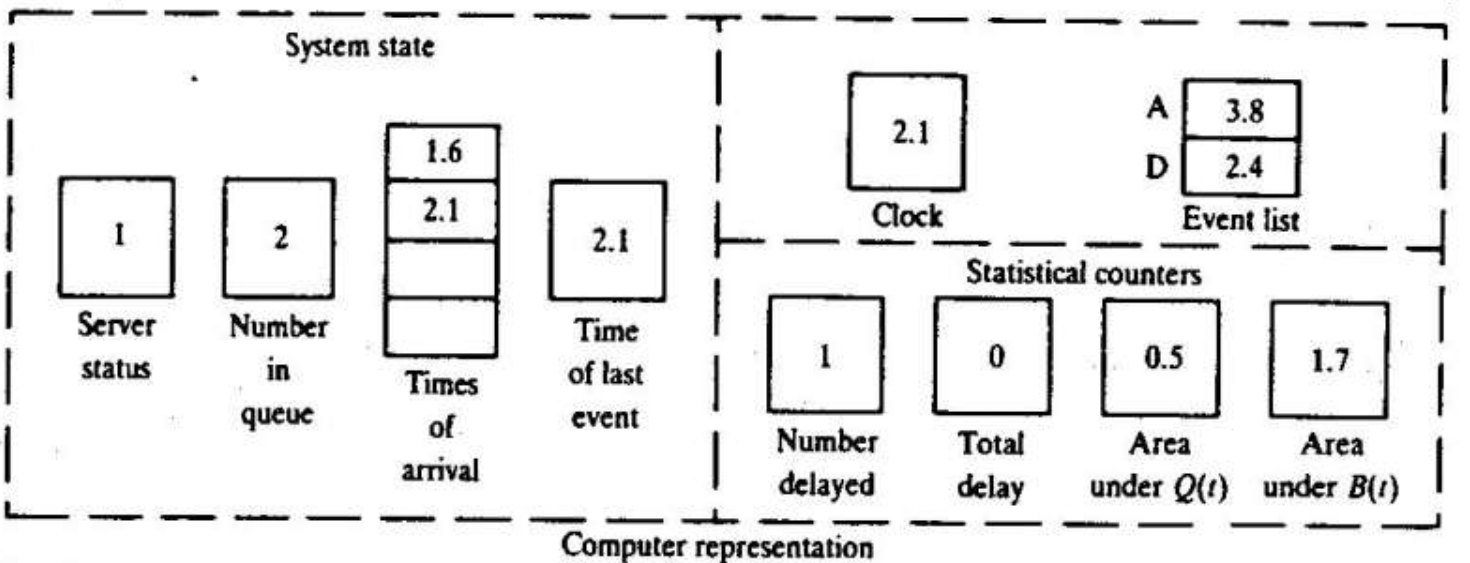 System state
1
Server
status
2
Number
in
queue
1.6
2.1
Times
of
arrival
2.1
Time
of last
event
2.1
Clock
A 3.8
D 2.4
Event list
Statistical counters
1
Number
delayed
0
Total
delay
0.5
Area
under Q(t)
1.7
Area
under B(t)
Computer representation